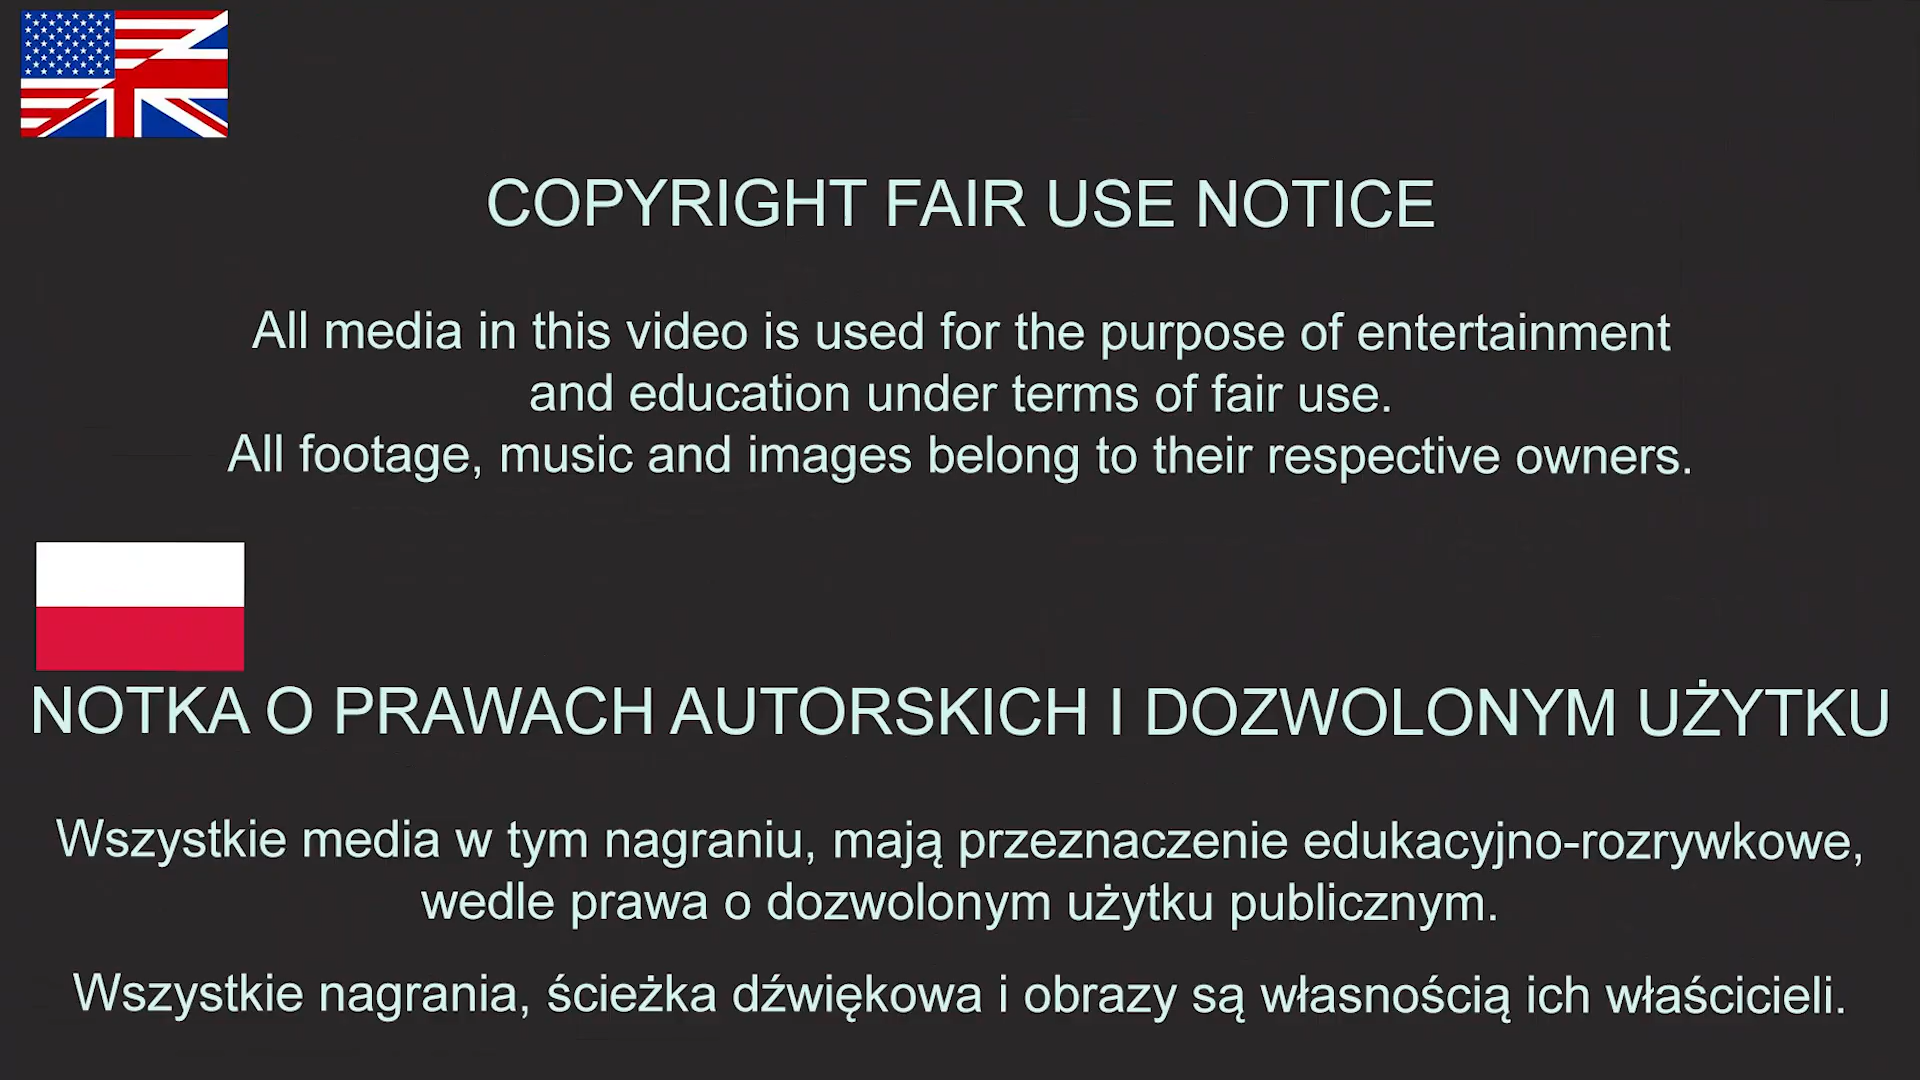 COPYRIGHT FAIR USE NOTICE
All media in this video is used for the purpose of entertainment
and education under terms of fair use.
All footage, music and images belong to their respective owners.
NOTKA O PRAWACH AUTORSKICH I DOZWOLONYM UŻYTKU
Wszystkie media w tym nagraniu, mają przeznaczenie edukacyjno-rozrywkowe,
wedle prawa o dozwolonym użytku publicznym.
Wszystkie nagrania, ścieżka dźwiękowa i obrazy są własnością ich właścicieli.